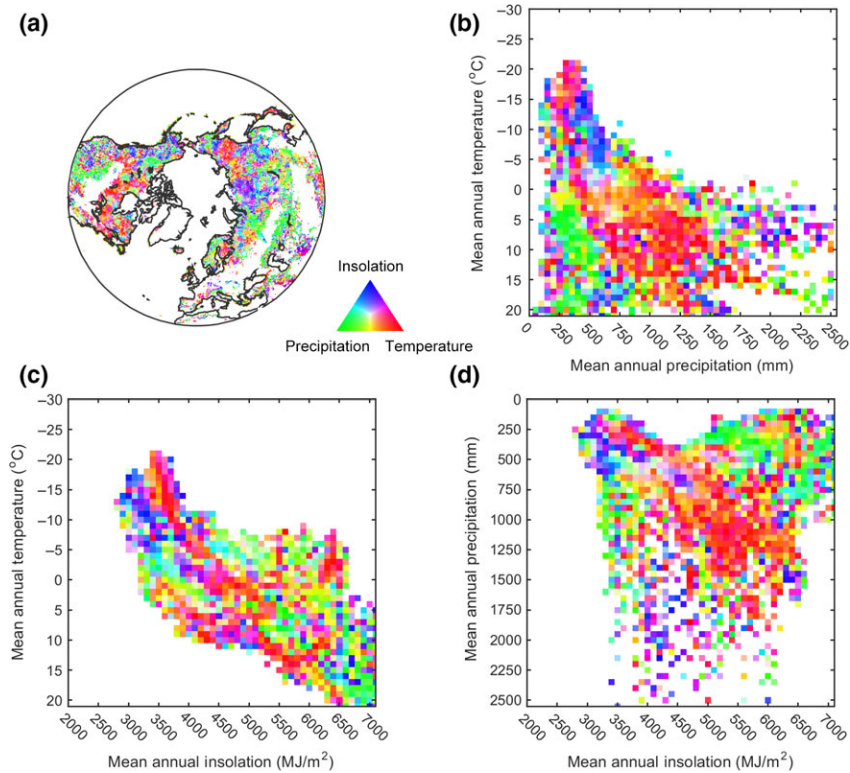 (a)
Insolation
Precipitation Temperature
(b)
−30
−25
−20
−15
−10
−5
0
5
10
15
20
Mean annual temperature (°C)
0 250 500 750 1000 1250 1500 1750 2000 2250 2500
Mean annual precipitation (mm)
(c)
−30
−25
−20
−15
−10
−5
0
5
10
15
20
Mean annual temperature (°C)
2000 2500 3000 3500 4000 4500 5000 5500 6000 6500 7000
Mean annual insolation (MJ/m²)
(d)
0
250
500
750
1000
1250
1500
1750
2000
2250
2500
Mean annual precipitation (mm)
2000 2500 3000 3500 4000 4500 5000 5500 6000 6500 7000
Mean annual insolation (MJ/m²)